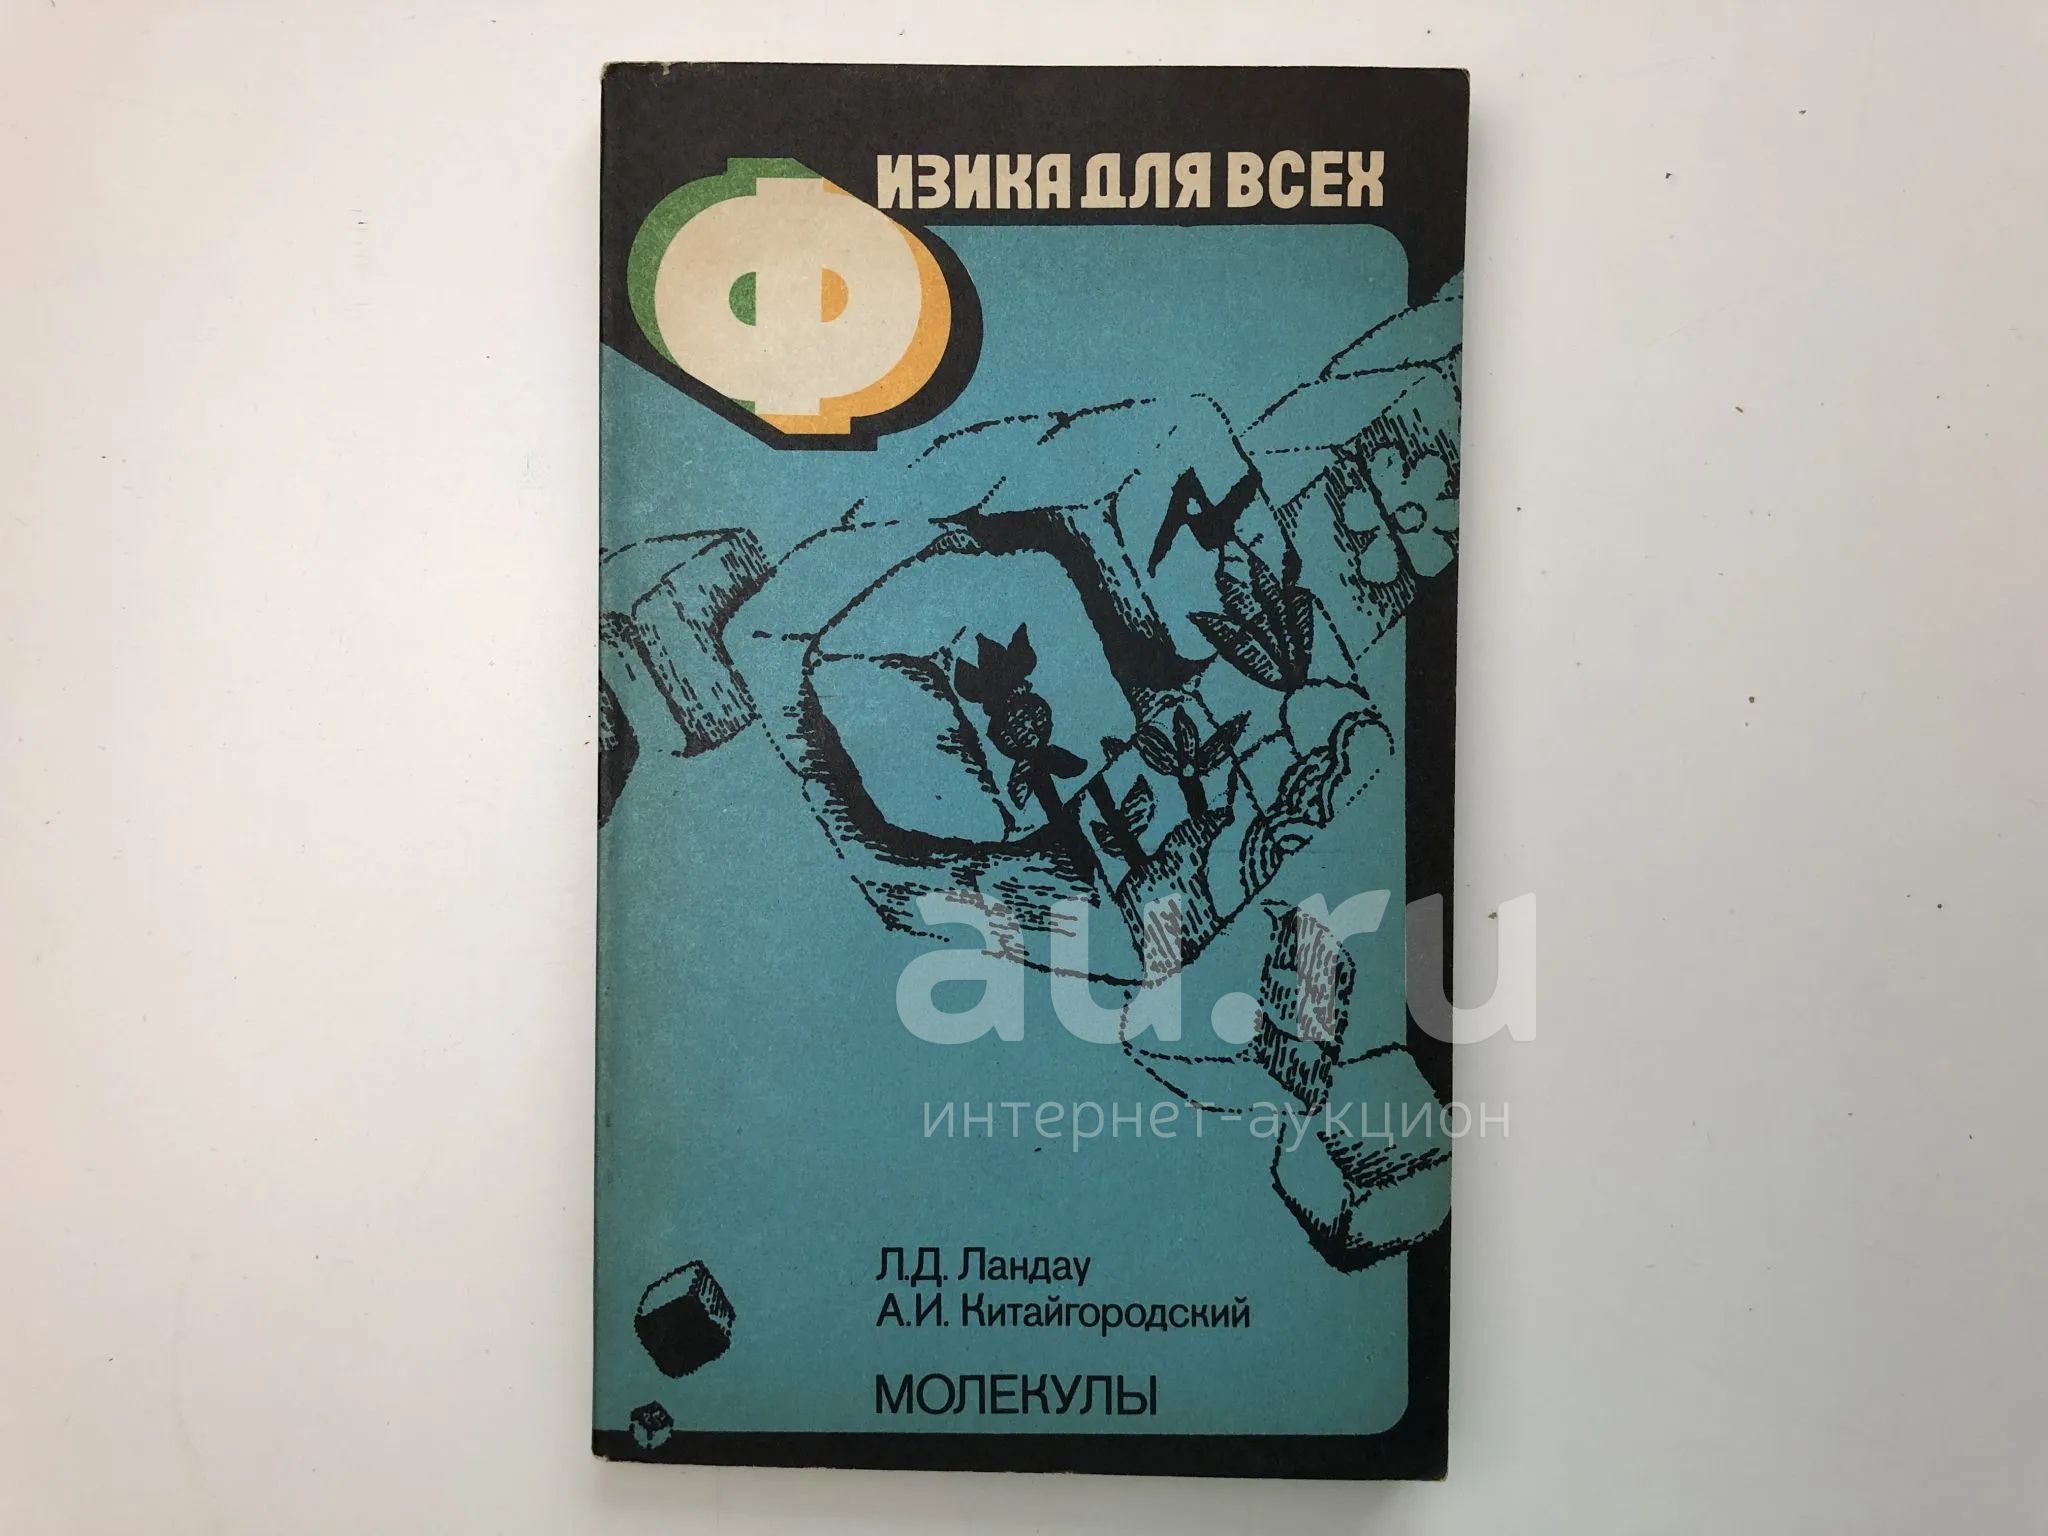 ФИЗИКА ДЛЯ ВСЕХ
au.ru
интернет-аукцион
Л.Д. Ландау
А.И. Китайгородский
МОЛЕКУЛЫ